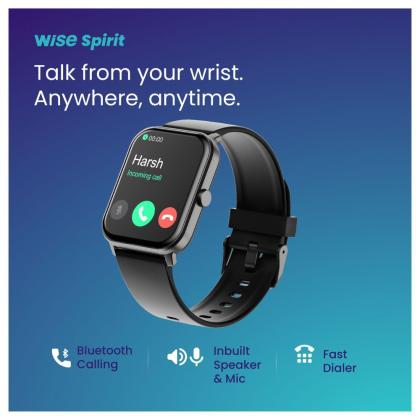 WiSE Spirit
Talk from your wrist.
Anywhere, anytime.
00:00
Harsh
Incoming call
Bluetooth
Calling
Inbuilt
Speaker
& Mic
Fast
Dialer